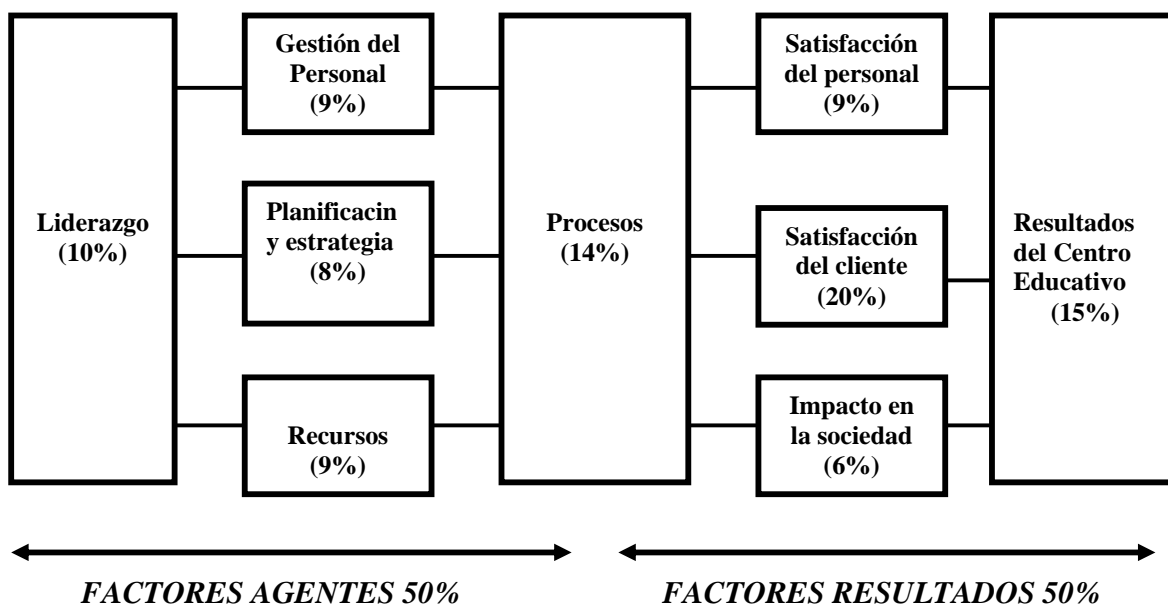 Liderazgo
(10%)
Gestión del
Personal
(9%)
Planificacin
y estrategia
(8%)
Recursos
(9%)
Procesos
(14%)
Satisfacción
del personal
(9%)
Satisfacción
del cliente
(20%)
Impacto en
la sociedad
(6%)
Resultados
del Centro
Educativo
(15%)
FACTORES AGENTES 50%
FACTORES RESULTADOS 50%